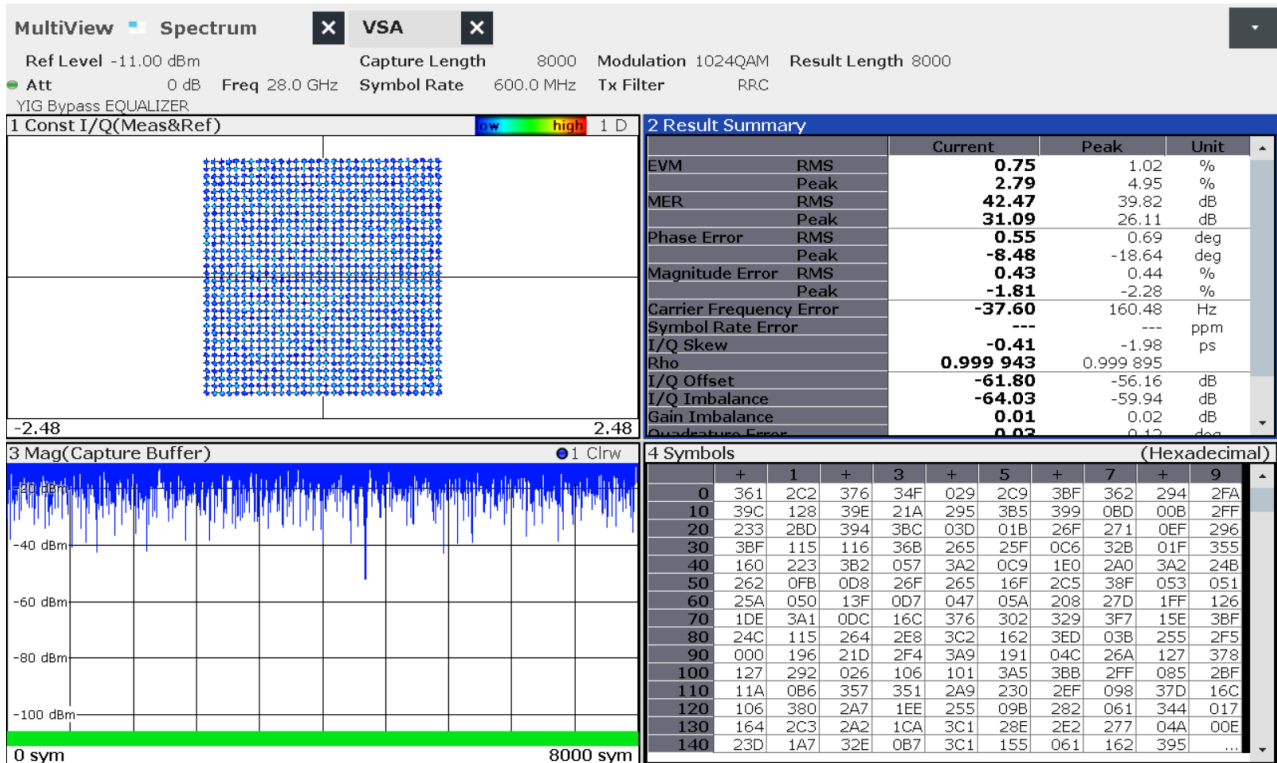 MultiView Spectrum × VSA ×
Ref Level -11.00 dBm Capture Length 8000 Modulation 1024QAM Result Length 8000
Att 0 dB Freq 28.0 GHz Symbol Rate 600.0 MHz Tx Filter RRC
YIG Bypass EQUALIZER
1 Const I/Q(Meas&Ref) low high 1 D
-2.48 2.48
2 Result Summary
Current Peak Unit
EVM RMS 0.75 1.02 %
Peak 2.79 4.95 %
MER RMS 42.47 39.82 dB
Peak 31.09 26.11 dB
Phase Error RMS 0.55 0.69 deg
Peak -8.48 -18.64 deg
Magnitude Error RMS 0.43 0.44 %
Peak -1.81 -2.28 %
Carrier Frequency Error -37.60 160.48 Hz
Symbol Rate Error --- --- ppm
I/Q Skew -0.41 -1.98 ps
Rho 0.999 943 0.999 895
I/Q Offset -61.80 -56.16 dB
I/Q Imbalance -64.03 -59.94 dB
Gain Imbalance 0.01 0.02 dB
Quadrature Error 0.03 0.12 deg
3 Mag(Capture Buffer) 1 Clrw
-20 dBm
-40 dBm
-60 dBm
-80 dBm
-100 dBm
0 sym 8000 sym
4 Symbols (Hexadecimal)
+ 1 + 3 + 5 + 7 + 9
0 361 2C2 376 34F 029 2C9 3BF 362 294 2FA
10 39C 128 39E 21A 295 3B5 399 0BD 00B 2FF
20 233 2BD 394 3BC 03D 01B 26F 271 0EF 296
30 3BF 115 116 36B 265 25F 0C6 32B 01F 355
40 160 223 3B2 057 3A2 0C9 1E0 2A0 3A2 24B
50 262 0FB 0D8 26F 265 16F 2C5 38F 053 051
60 25A 050 13F 0D7 047 05A 208 27D 1FF 126
70 1DE 3A1 0DC 16C 376 302 329 3F7 15E 3BF
80 24C 115 264 2E8 3C2 162 3ED 03B 255 2F5
90 000 196 21D 2F4 3A9 191 04C 26A 127 378
100 127 292 026 106 101 3A5 3BB 2FF 085 2BF
110 11A 0B6 357 351 2A9 230 2EF 098 37D 16C
120 106 380 2A7 1EE 255 09B 282 061 344 017
130 164 2C3 2A2 1CA 3C1 28E 2E2 277 04A 00E
140 23D 1A7 32E 0B7 3C1 155 061 162 395 ...